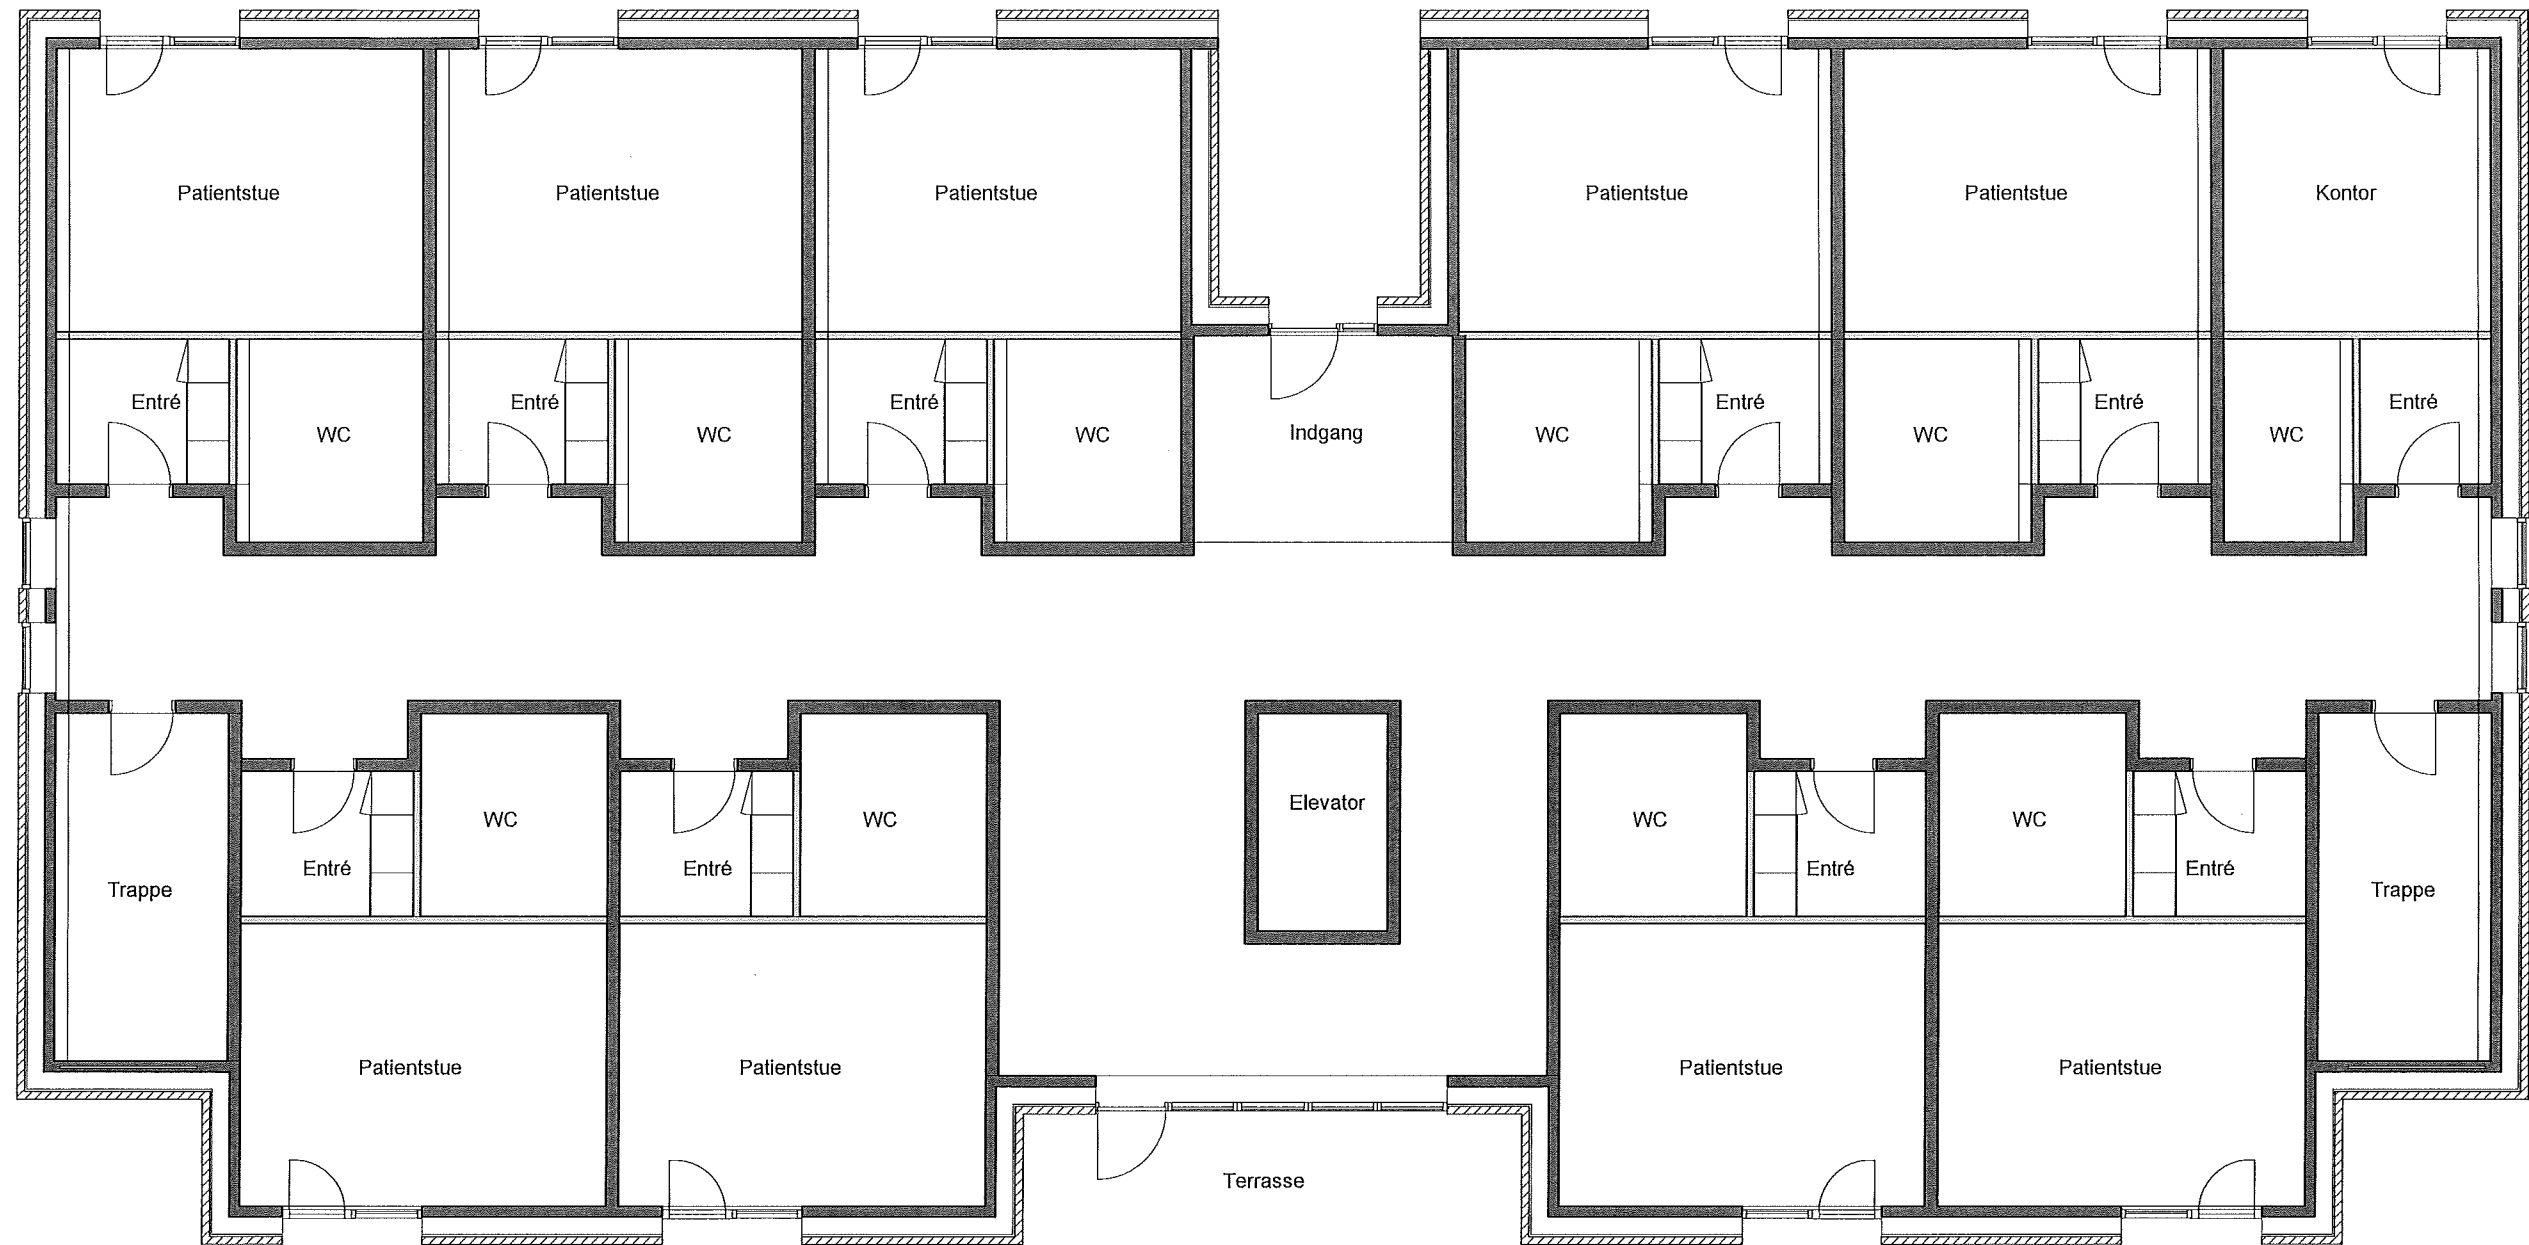 Patientstue
Patientstue
Patientstue
Patientstue
Patientstue
Kontor
Entré
WC
Entré
WC
Entré
WC
Indgang
WC
Entré
WC
Entré
WC
Entré
Trappe
Entré
WC
Entré
WC
Elevator
WC
Entré
WC
Entré
Trappe
Patientstue
Patientstue
Patientstue
Patientstue
Terrasse